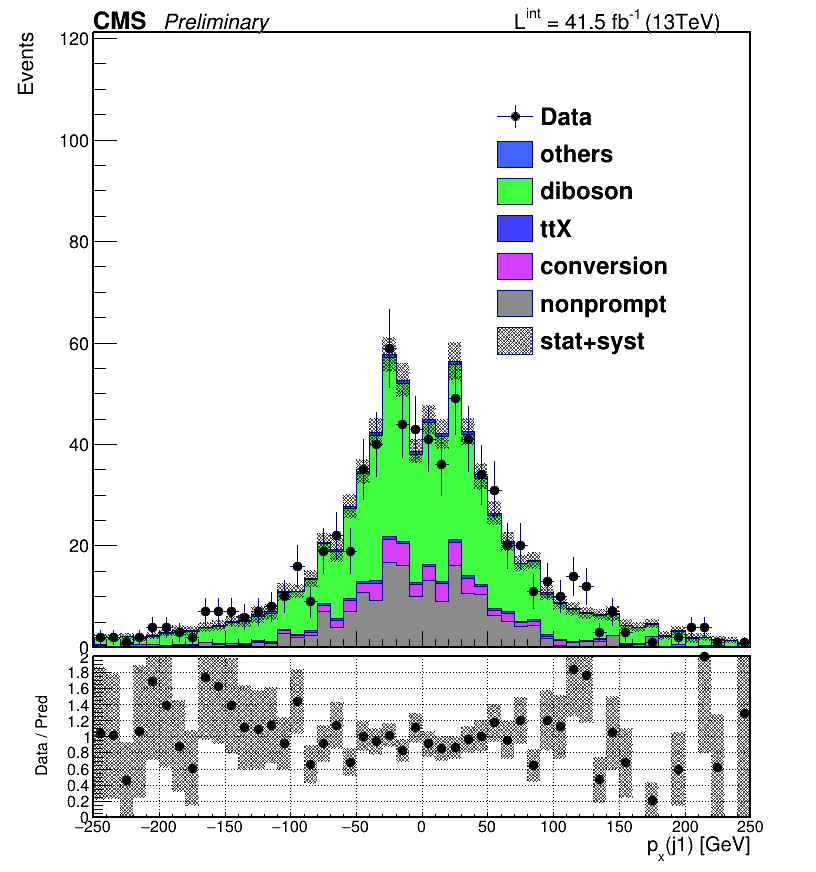 CMS Preliminary L^int = 41.5 fb^-1 (13TeV)
Events
120
100
80
60
40
20
0
Data
others
diboson
ttX
conversion
nonprompt
stat+syst
Data / Pred
2
1.8
1.6
1.4
1.2
1
0.8
0.6
0.4
0.2
0
−250 −200 −150 −100 −50 0 50 100 150 200 250
p_x(j1) [GeV]